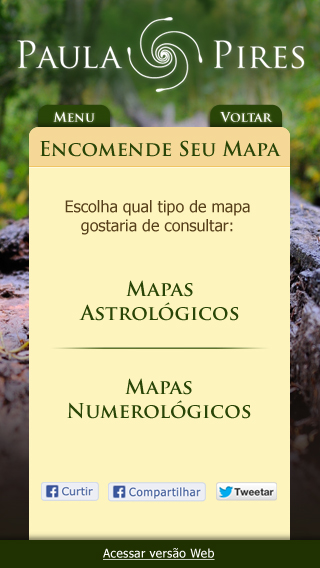 PAULA PIRES
MENU VOLTAR
ENCOMENDE SEU MAPA
Escolha qual tipo de mapa
gostaria de consultar:
MAPAS
ASTROLÓGICOS
MAPAS
NUMEROLÓGICOS
Curtir Compartilhar Tweetar
Acessar versão Web